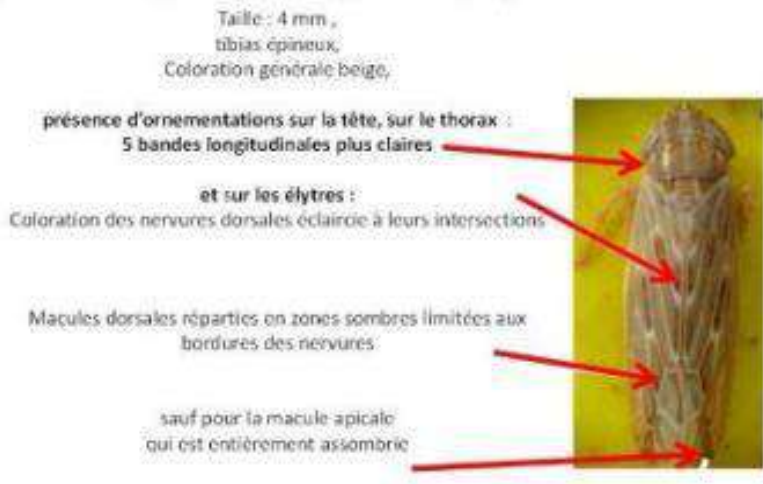 Taille : 4 mm ,
tibias épineux,
Coloration générale beige,
présence d'ornementations sur la tête, sur le thorax :
5 bandes longitudinales plus claires
et sur les élytres :
Coloration des nervures dorsales éclaircie à leurs intersections
Macules dorsales réparties en zones sombres limitées aux
bordures des nervures
sauf pour la macule apicale
qui est entièrement assombrie